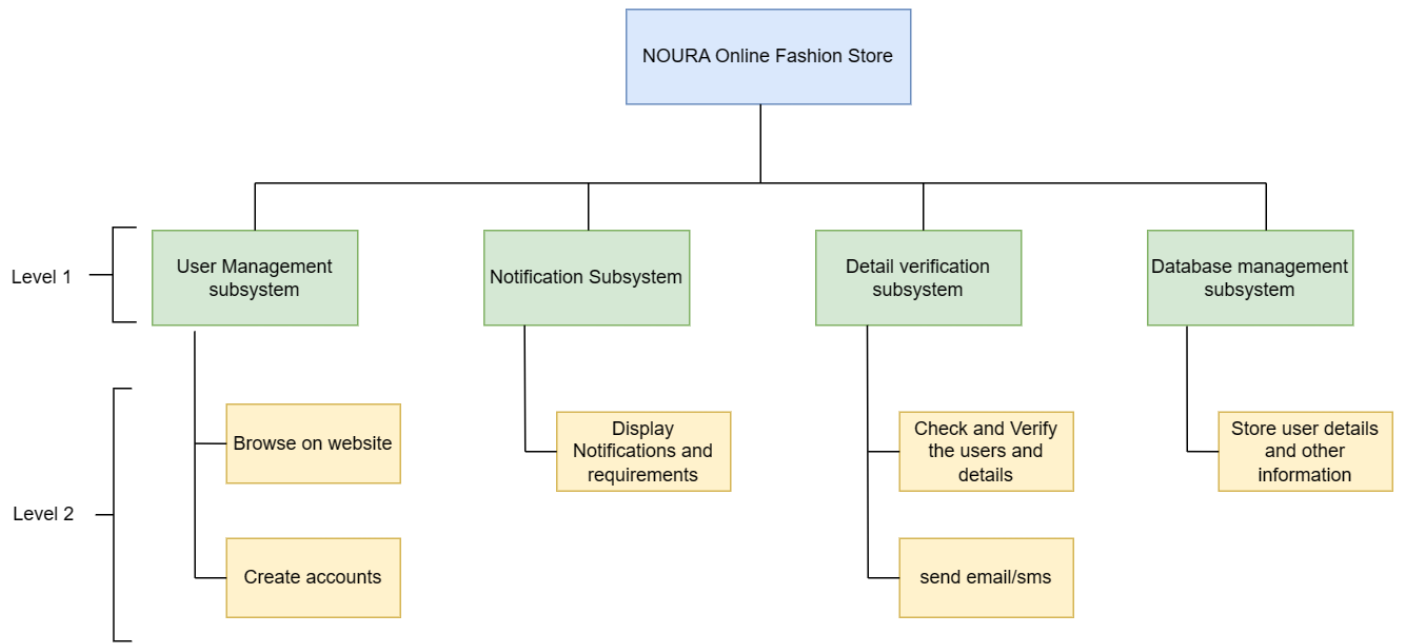 NOURA Online Fashion Store
Level 1
User Management
subsystem
Notification Subsystem
Detail verification
subsystem
Database management
subsystem
Level 2
Browse on website
Create accounts
Display
Notifications and
requirements
Check and Verify
the users and
details
send email/sms
Store user details
and other
information